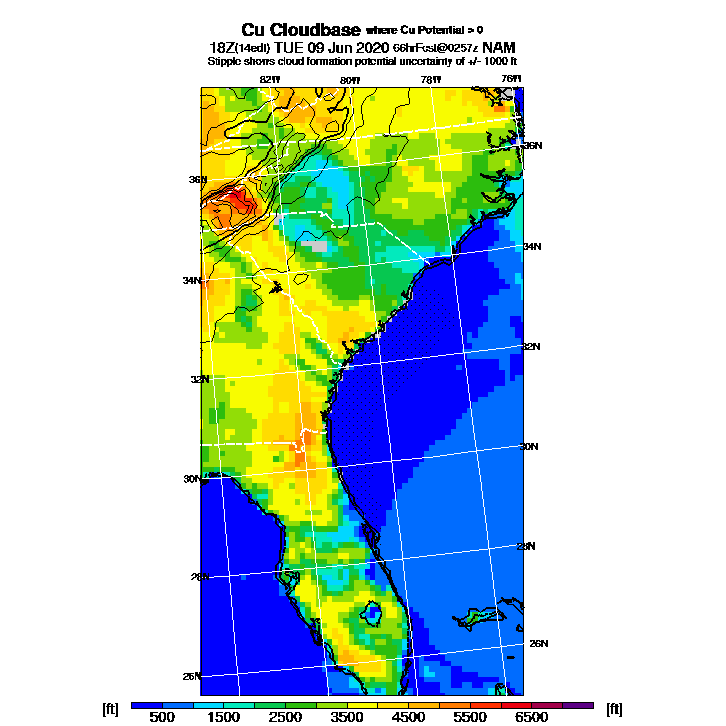 Cu Cloudbase where Cu Potential > 0
18Z(14edt) TUE 09 Jun 2020 66hrFcst@0257z NAM
Stipple shows cloud formation potential uncertainty of +/- 1000 ft
82W 80W 78W 76W
36N
36N
34N
34N
32N
32N
30N
30N
28N
28N
26N
26N
[ft] 500 1500 2500 3500 4500 5500 6500 [ft]